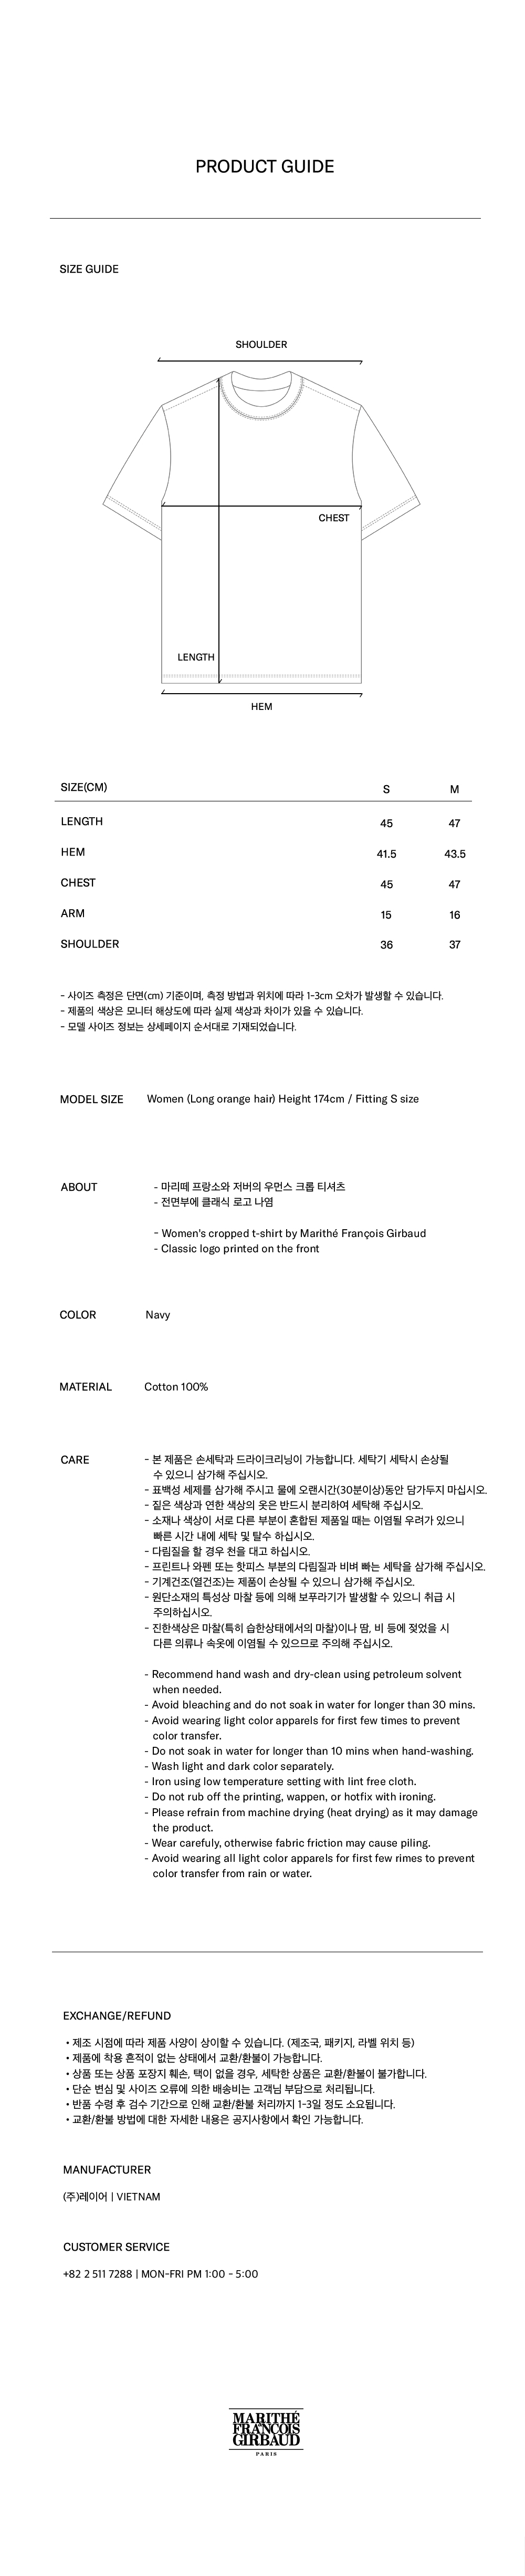 PRODUCT GUIDE
SIZE GUIDE
SHOULDER
CHEST
LENGTH
HEM
SIZE(CM) S M
LENGTH 45 47
HEM 41.5 43.5
CHEST 45 47
ARM 15 16
SHOULDER 36 37
- 사이즈 측정은 단면(cm) 기준이며, 측정 방법과 위치에 따라 1-3cm 오차가 발생할 수 있습니다.
- 제품의 색상은 모니터 해상도에 따라 실제 색상과 차이가 있을 수 있습니다.
- 모델 사이즈 정보는 상세페이지 순서대로 기재되었습니다.
MODEL SIZE Women (Long orange hair) Height 174cm / Fitting S size
ABOUT - 마리떼 프랑소와 저버의 우먼스 크롭 티셔츠
- 전면부에 클래식 로고 나염
- Women's cropped t-shirt by Marithé François Girbaud
- Classic logo printed on the front
COLOR Navy
MATERIAL Cotton 100%
CARE - 본 제품은 손세탁과 드라이크리닝이 가능합니다. 세탁기 세탁시 손상될
수 있으니 삼가해 주십시오.
- 표백성 세제를 삼가해 주시고 물에 오랜시간(30분이상)동안 담가두지 마십시오.
- 짙은 색상과 연한 색상의 옷은 반드시 분리하여 세탁해 주십시오.
- 소재나 색상이 서로 다른 부분이 혼합된 제품일 때는 이염될 우려가 있으니
빠른 시간 내에 세탁 및 탈수 하십시오.
- 다림질을 할 경우 천을 대고 하십시오.
- 프린트나 와펜 또는 핫피스 부분의 다림질과 비벼 빠는 세탁을 삼가해 주십시오.
- 기계건조(열건조)는 제품이 손상될 수 있으니 삼가해 주십시오.
- 원단소재의 특성상 마찰 등에 의해 보푸라기가 발생할 수 있으니 취급 시
주의하십시오.
- 진한색상은 마찰(특히 습한상태에서의 마찰)이나 땀, 비 등에 젖었을 시
다른 의류나 속옷에 이염될 수 있으므로 주의해 주십시오.
- Recommend hand wash and dry-clean using petroleum solvent
when needed.
- Avoid bleaching and do not soak in water for longer than 30 mins.
- Avoid wearing light color apparels for first few times to prevent
color transfer.
- Do not soak in water for longer than 10 mins when hand-washing.
- Wash light and dark color separately.
- Iron using low temperature setting with lint free cloth.
- Do not rub off the printing, wappen, or hotfix with ironing.
- Please refrain from machine drying (heat drying) as it may damage
the product.
- Wear carefuly, otherwise fabric friction may cause piling.
- Avoid wearing all light color apparels for first few rimes to prevent
color transfer from rain or water.
EXCHANGE/REFUND
• 제조 시점에 따라 제품 사양이 상이할 수 있습니다. (제조국, 패키지, 라벨 위치 등)
• 제품에 착용 흔적이 없는 상태에서 교환/환불이 가능합니다.
• 상품 또는 상품 포장지 훼손, 택이 없을 경우, 세탁한 상품은 교환/환불이 불가합니다.
• 단순 변심 및 사이즈 오류에 의한 배송비는 고객님 부담으로 처리됩니다.
• 반품 수령 후 검수 기간으로 인해 교환/환불 처리까지 1-3일 정도 소요됩니다.
• 교환/환불 방법에 대한 자세한 내용은 공지사항에서 확인 가능합니다.
MANUFACTURER
(주)레이어 | VIETNAM
CUSTOMER SERVICE
+82 2 511 7288 | MON-FRI PM 1:00 - 5:00
MARITHÉ
FRANCOIS
GIRBAUD
PARIS